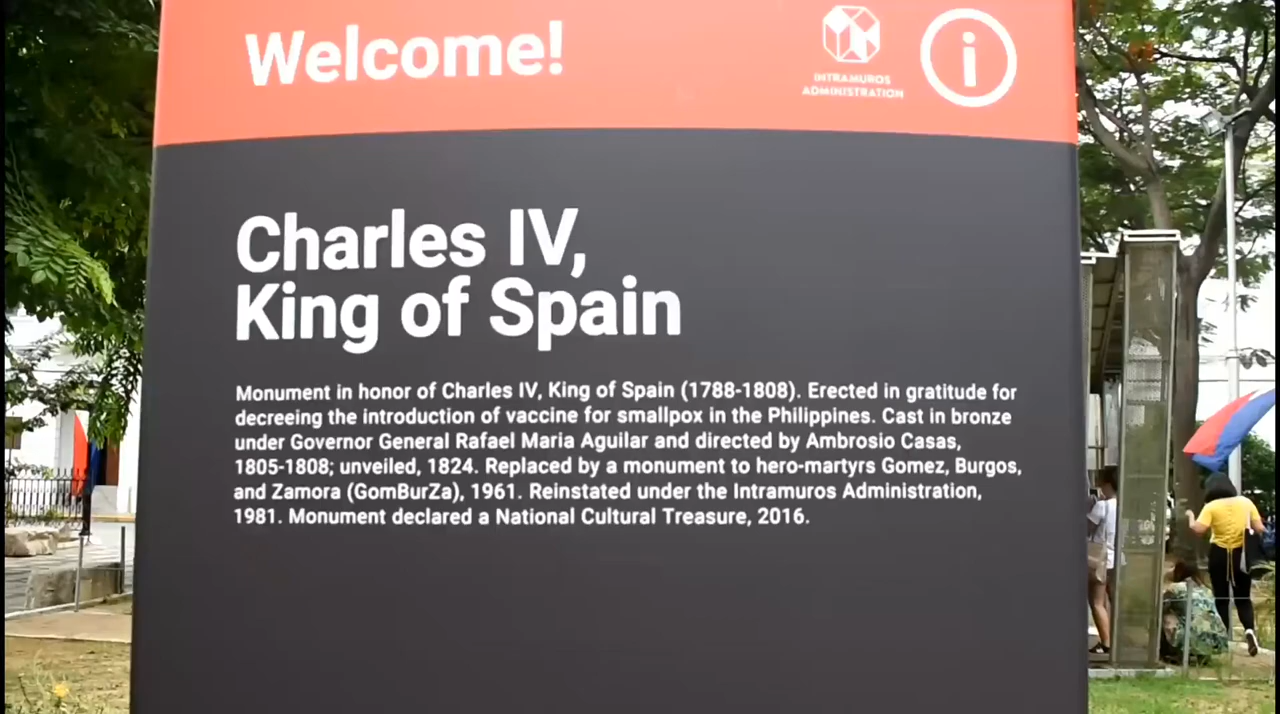 Welcome!
INTRAMUROS
ADMINISTRATION
i
Charles IV,
King of Spain
Monument in honor of Charles IV, King of Spain (1788-1808). Erected in gratitude for
decreeing the introduction of vaccine for smallpox in the Philippines. Cast in bronze
under Governor General Rafael Maria Aguilar and directed by Ambrosio Casas,
1805-1808; unveiled, 1824. Replaced by a monument to hero-martyrs Gomez, Burgos,
and Zamora (GomBurZa), 1961. Reinstated under the Intramuros Administration,
1981. Monument declared a National Cultural Treasure, 2016.